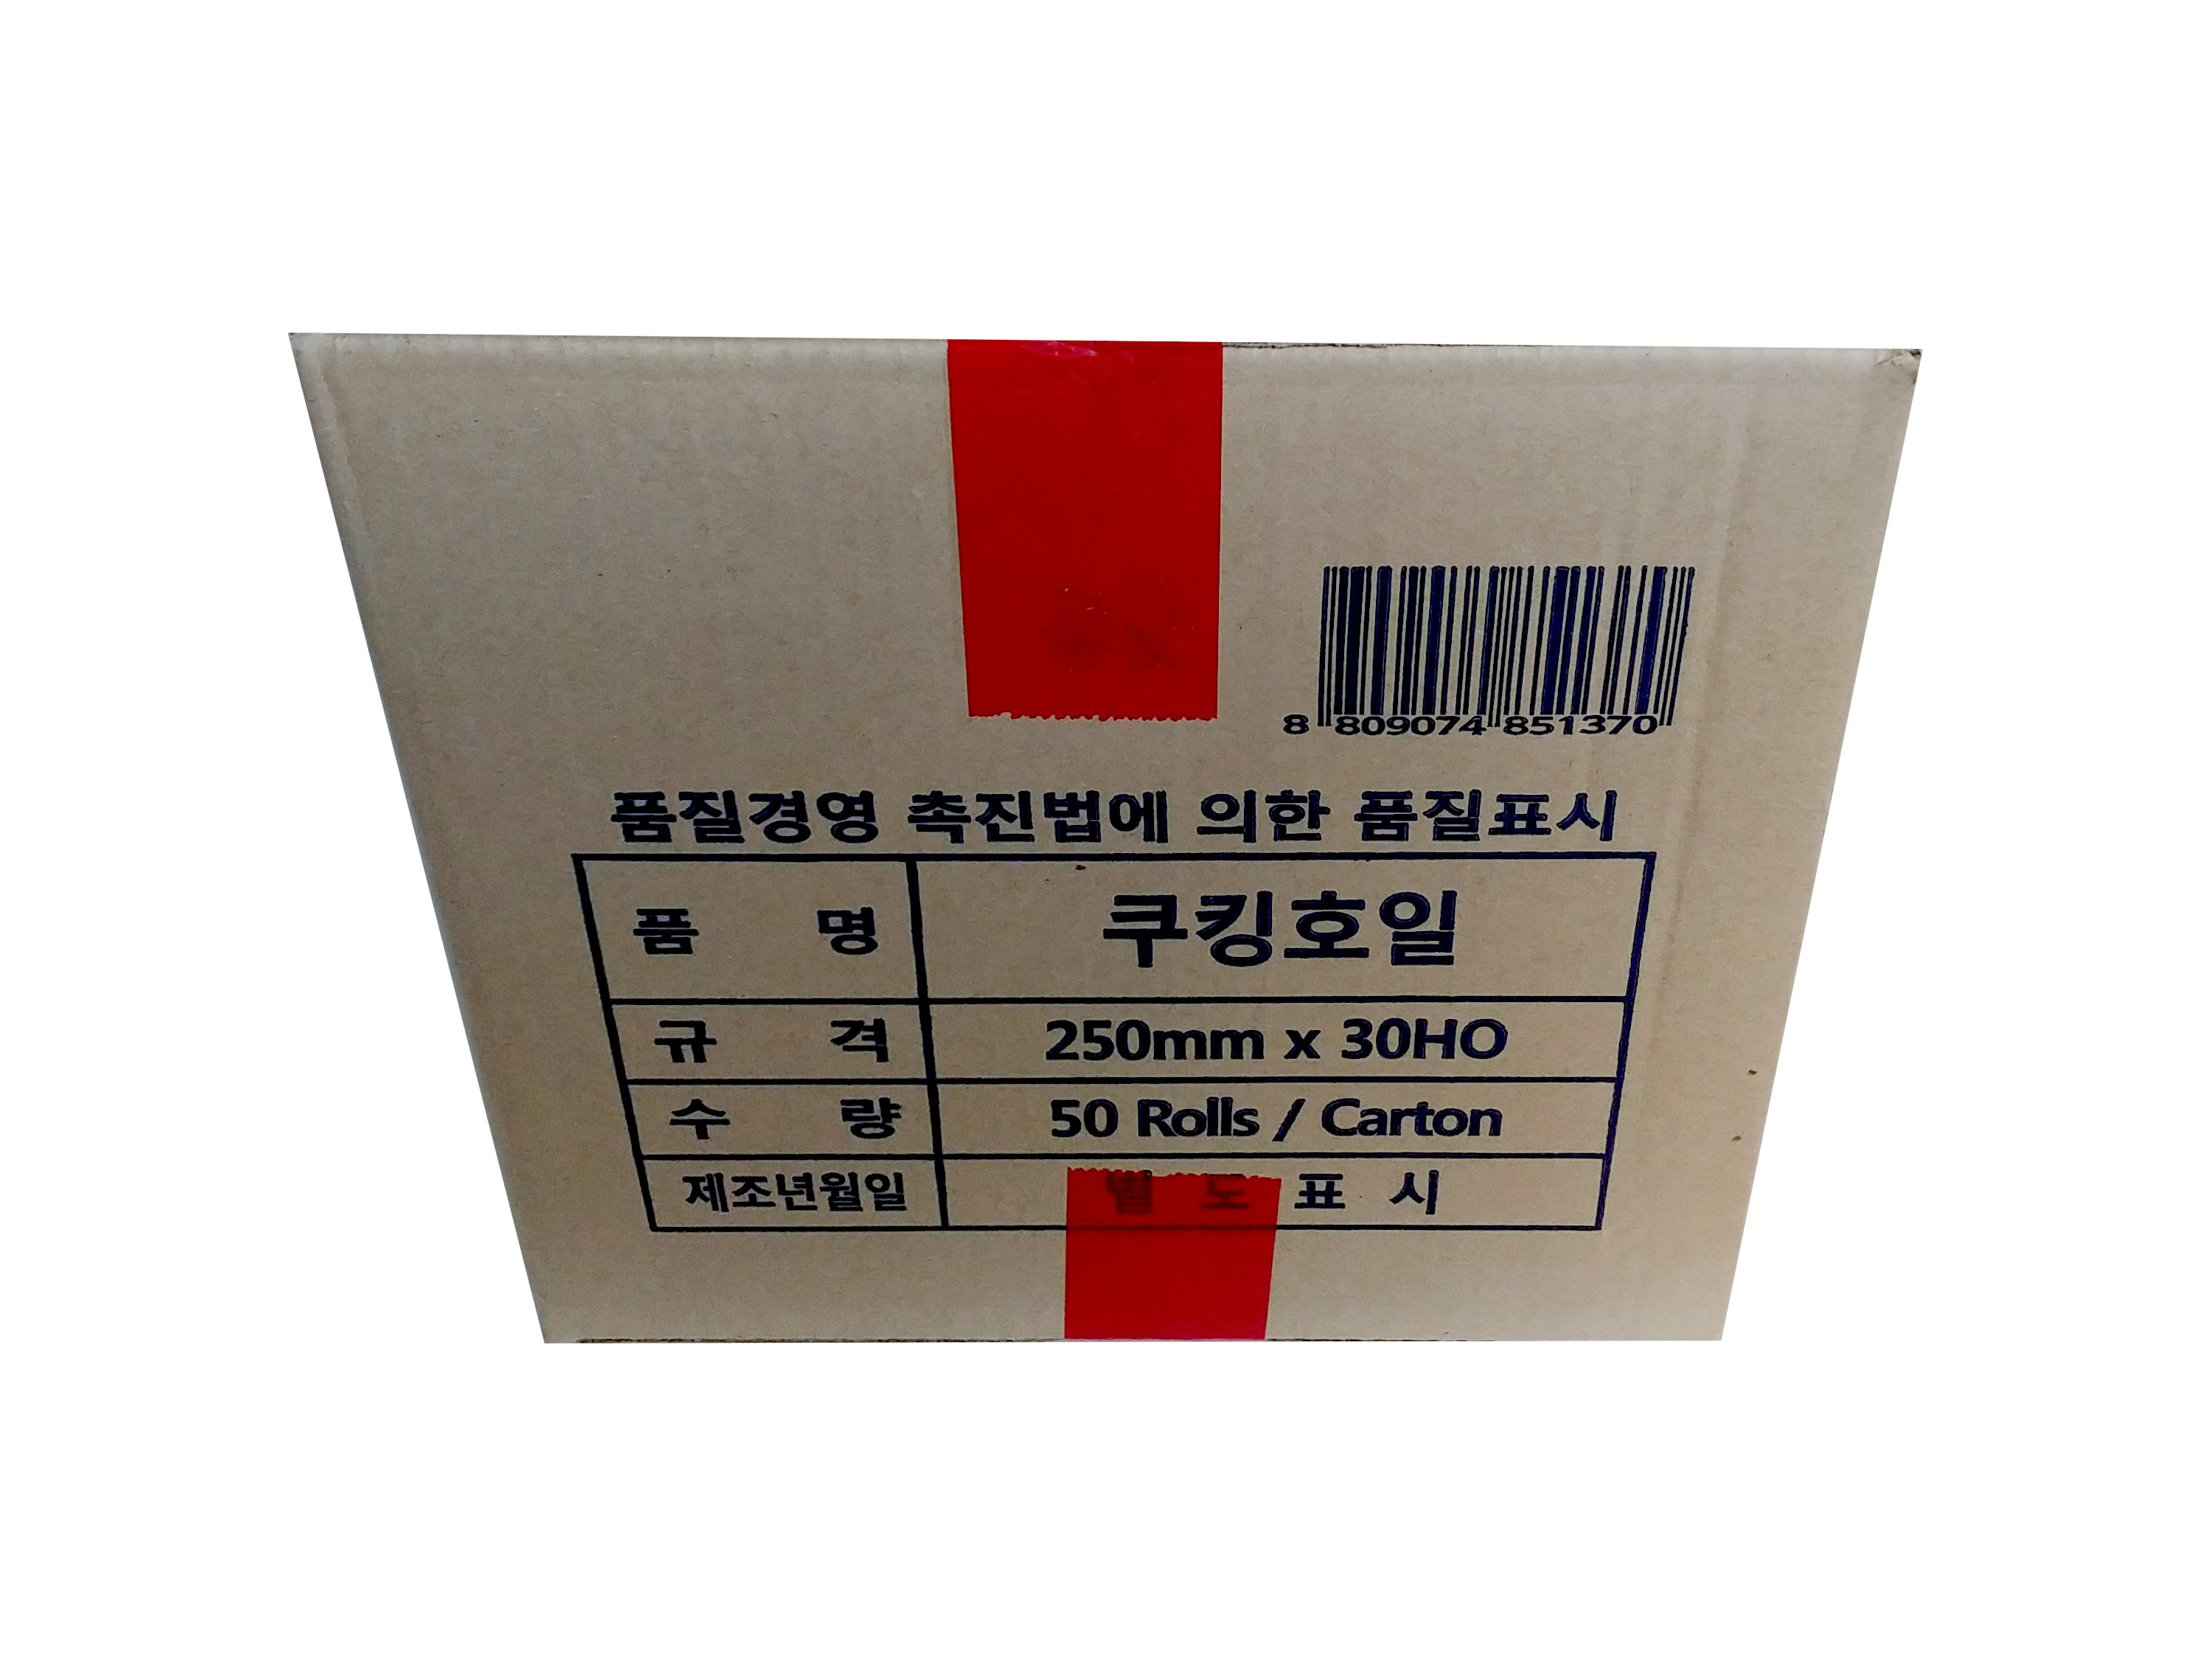 8 809074 851370
품질경영 촉진법에 의한 품질표시
품 명 쿠킹호일
규 격 250mm x 30HO
수 량 50 Rolls / Carton
제조년월일 별 도 표 시